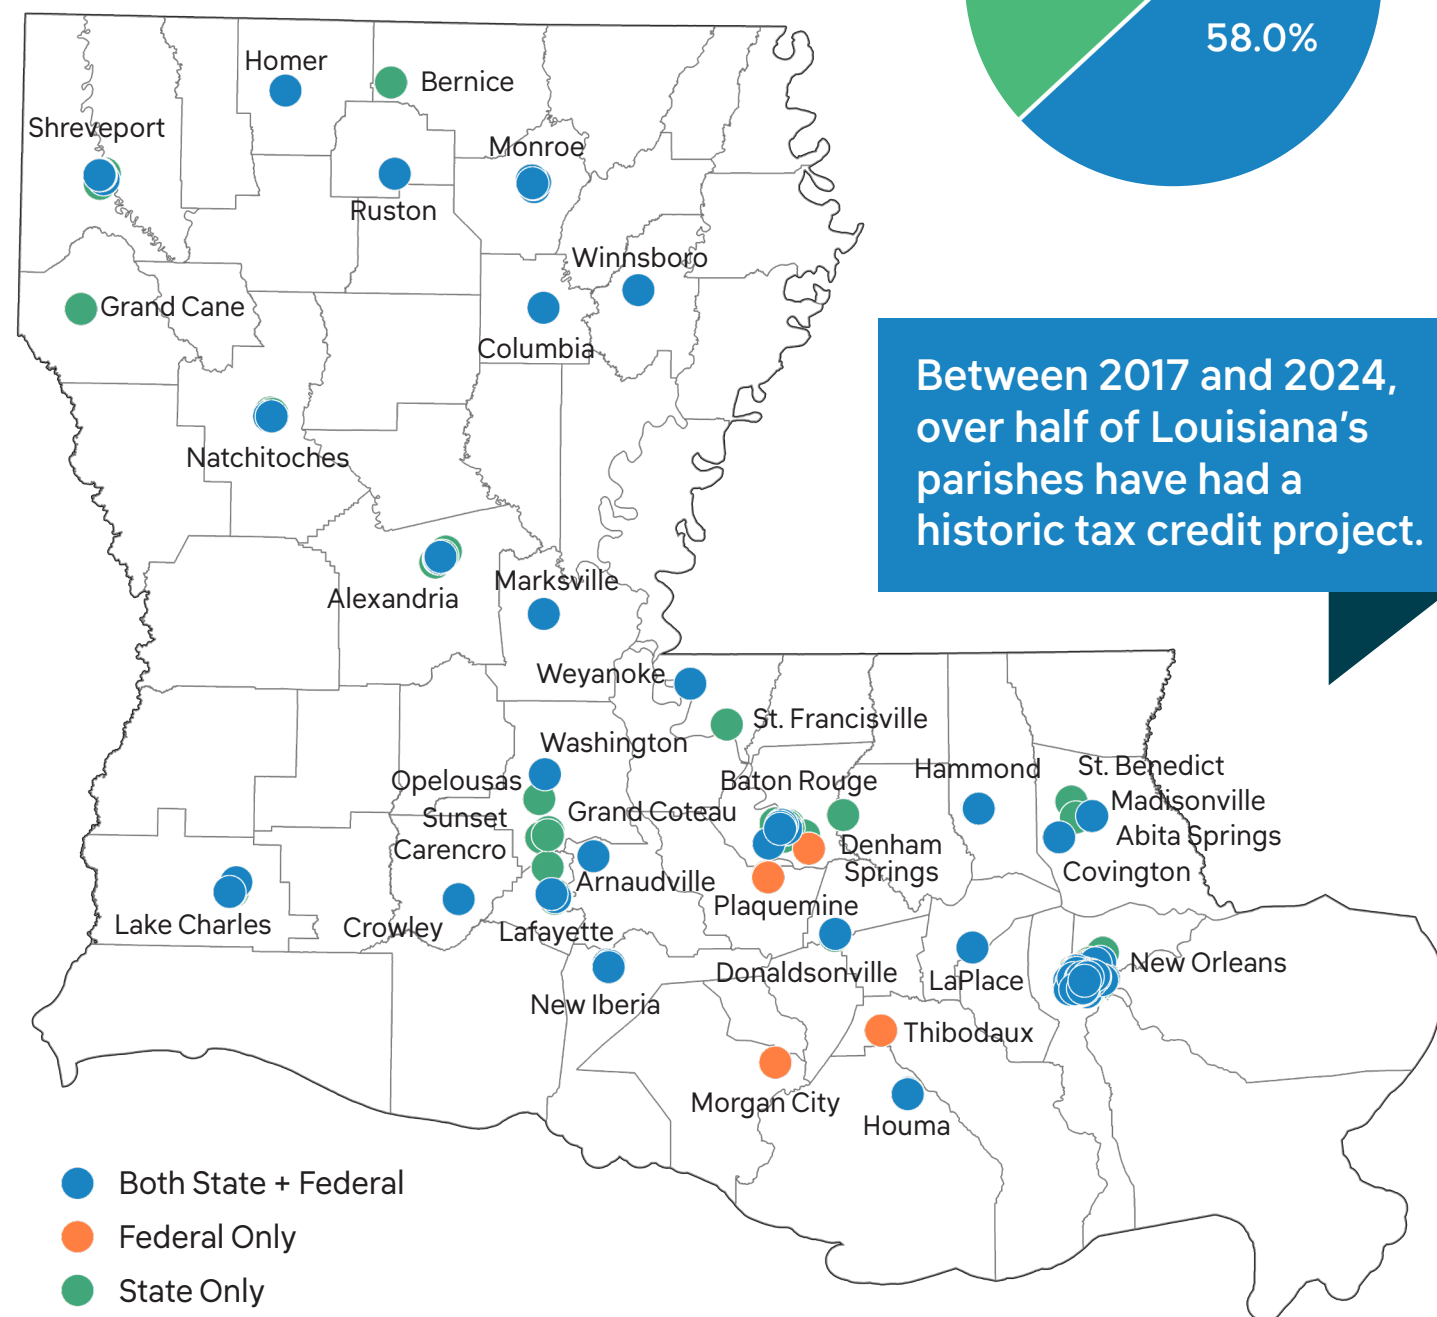 58.0%
Homer
Bernice
Shreveport
Monroe
Ruston
Winnsboro
Grand Cane
Columbia
Between 2017 and 2024,
over half of Louisiana’s
parishes have had a
historic tax credit project.
Natchitoches
Alexandria
Marksville
Weyanoke
St. Francisville
Washington
Opelousas
Baton Rouge
Hammond
St. Benedict
Sunset
Grand Coteau
Madisonville
Carencro
Denham
Springs
Abita Springs
Covington
Arnaudville
Plaquemine
Lake Charles
Crowley
Lafayette
Donaldsonville
LaPlace
New Orleans
New Iberia
Thibodaux
Morgan City
Houma
Both State + Federal
Federal Only
State Only